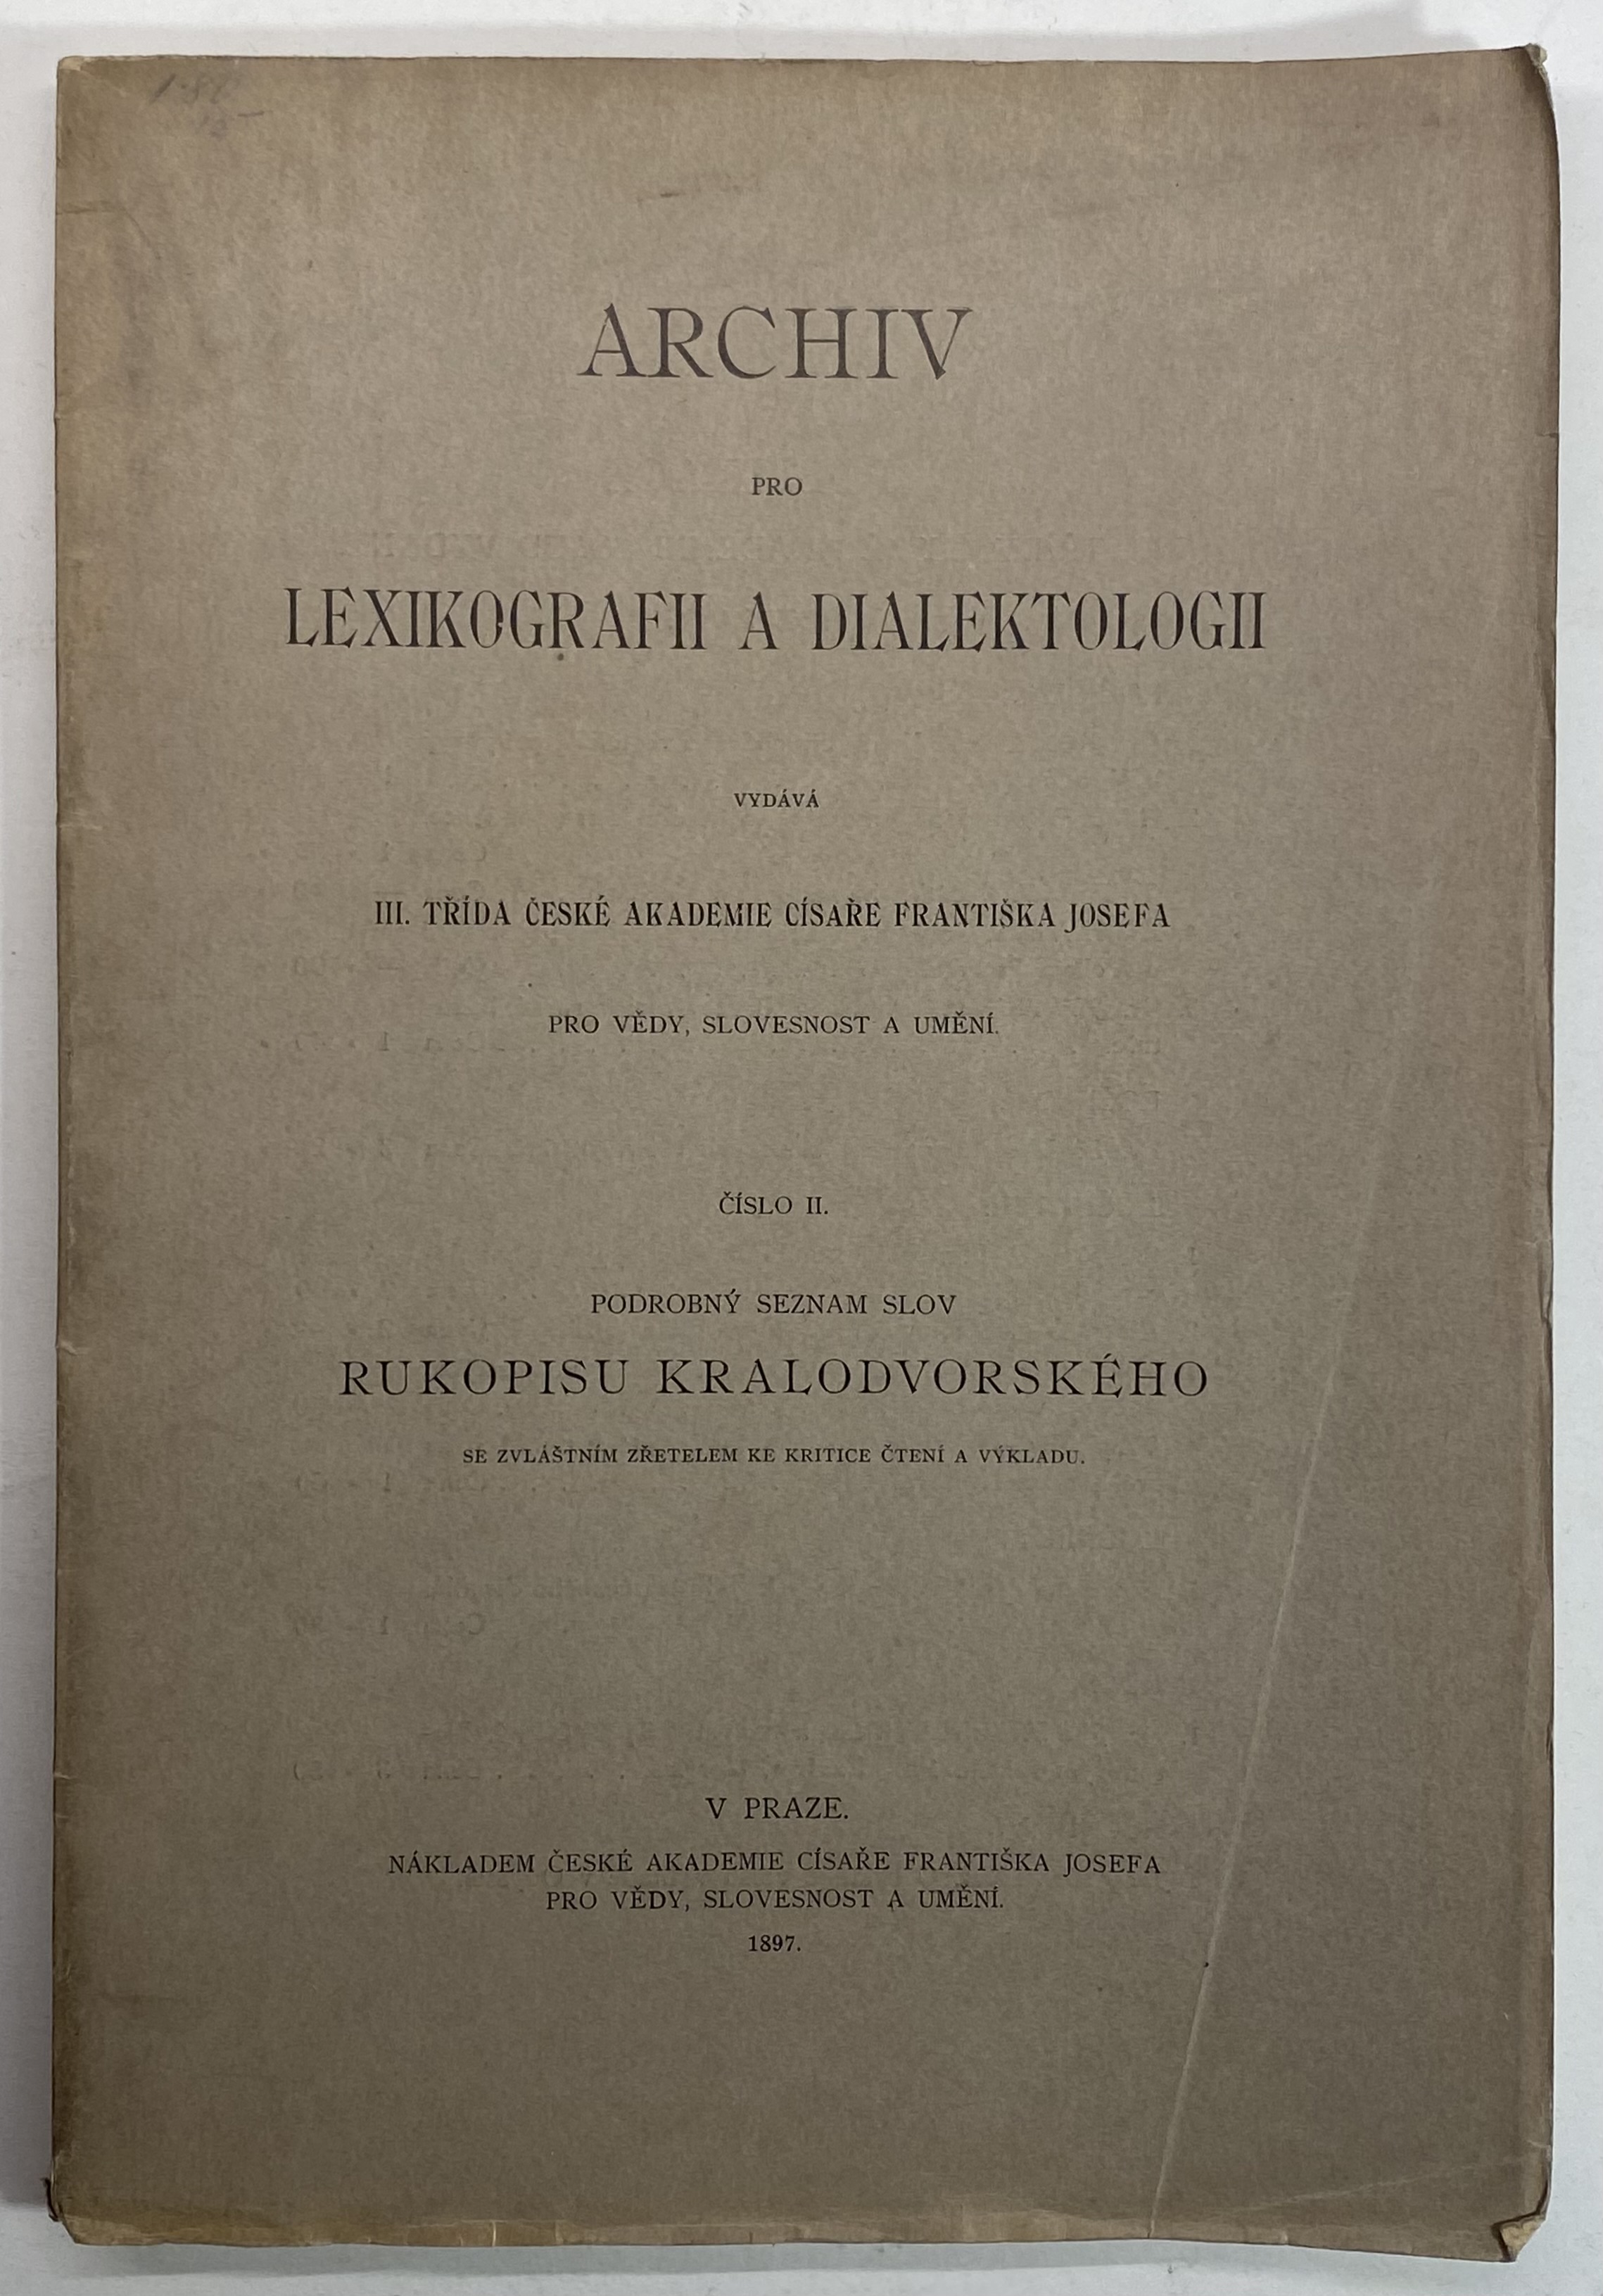 ARCHIV
PRO
LEXIKOGRAFII A DIALEKTOLOGII
VYDÁVÁ
III. TŘÍDA ČESKÉ AKADEMIE CÍSAŘE FRANTIŠKA JOSEFA
PRO VĚDY, SLOVESNOST A UMĚNÍ.
ČÍSLO II.
PODROBNÝ SEZNAM SLOV
RUKOPISU KRALODVORSKÉHO
SE ZVLÁŠTNÍM ZŘETELEM KE KRITICE ČTENÍ A VÝKLADU.
V PRAZE.
NÁKLADEM ČESKÉ AKADEMIE CÍSAŘE FRANTIŠKA JOSEFA
PRO VĚDY, SLOVESNOST A UMĚNÍ.
1897.